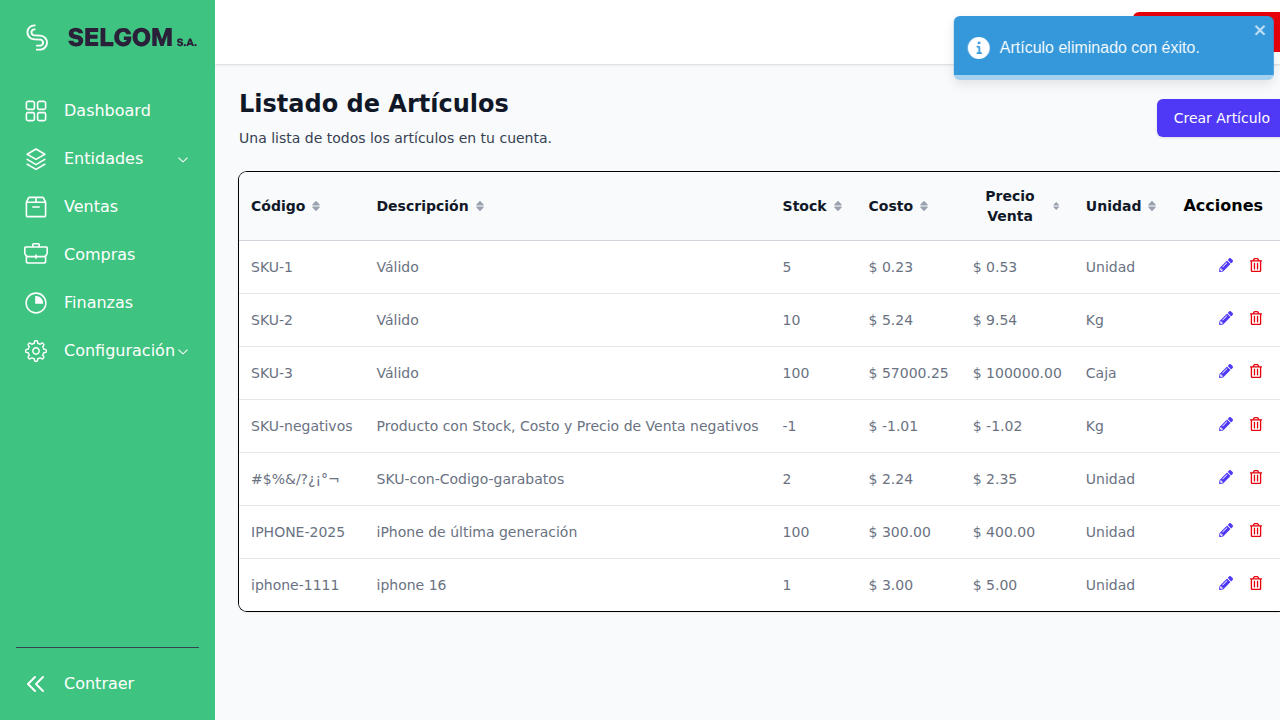 SELGOM S.A.
Artículo eliminado con éxito.
Dashboard
Entidades
Ventas
Compras
Finanzas
Configuración
Contraer
Listado de Artículos
Una lista de todos los artículos en tu cuenta.
Crear Artículo
Código Descripción Stock Costo Precio Venta Unidad Acciones
SKU-1 Válido 5 $ 0.23 $ 0.53 Unidad
SKU-2 Válido 10 $ 5.24 $ 9.54 Kg
SKU-3 Válido 100 $ 57000.25 $ 100000.00 Caja
SKU-negativos Producto con Stock, Costo y Precio de Venta negativos -1 $ -1.01 $ -1.02 Kg
#$%&/?¿¡°¬ SKU-con-Codigo-garabatos 2 $ 2.24 $ 2.35 Unidad
IPHONE-2025 iPhone de última generación 100 $ 300.00 $ 400.00 Unidad
iphone-1111 iphone 16 1 $ 3.00 $ 5.00 Unidad